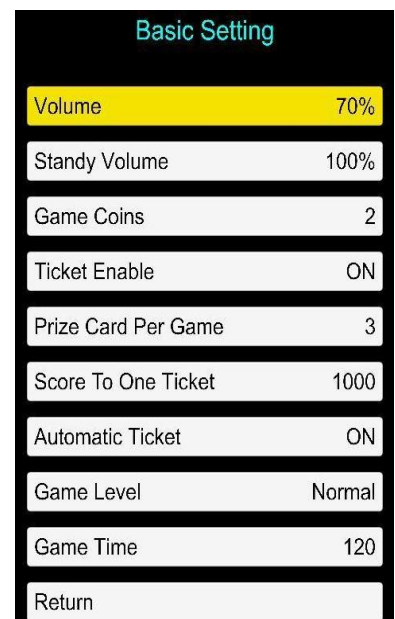 Basic Setting
Volume 70%
Standy Volume 100%
Game Coins 2
Ticket Enable ON
Prize Card Per Game 3
Score To One Ticket 1000
Automatic Ticket ON
Game Level Normal
Game Time 120
Return